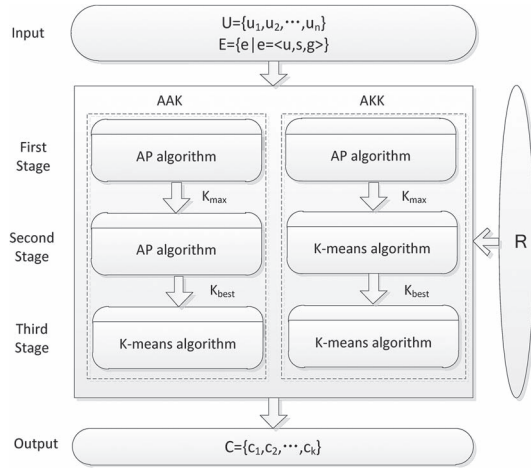 Input
U={u₁,u₂,⋯,uₙ}
E={e|e=<u,s,g>}
AAK
AKK
First Stage
AP algorithm
AP algorithm
Kmax
Kmax
Second Stage
AP algorithm
K-means algorithm
R
Kbest
Kbest
Third Stage
K-means algorithm
K-means algorithm
Output
C={c₁,c₂,⋯,cₖ}